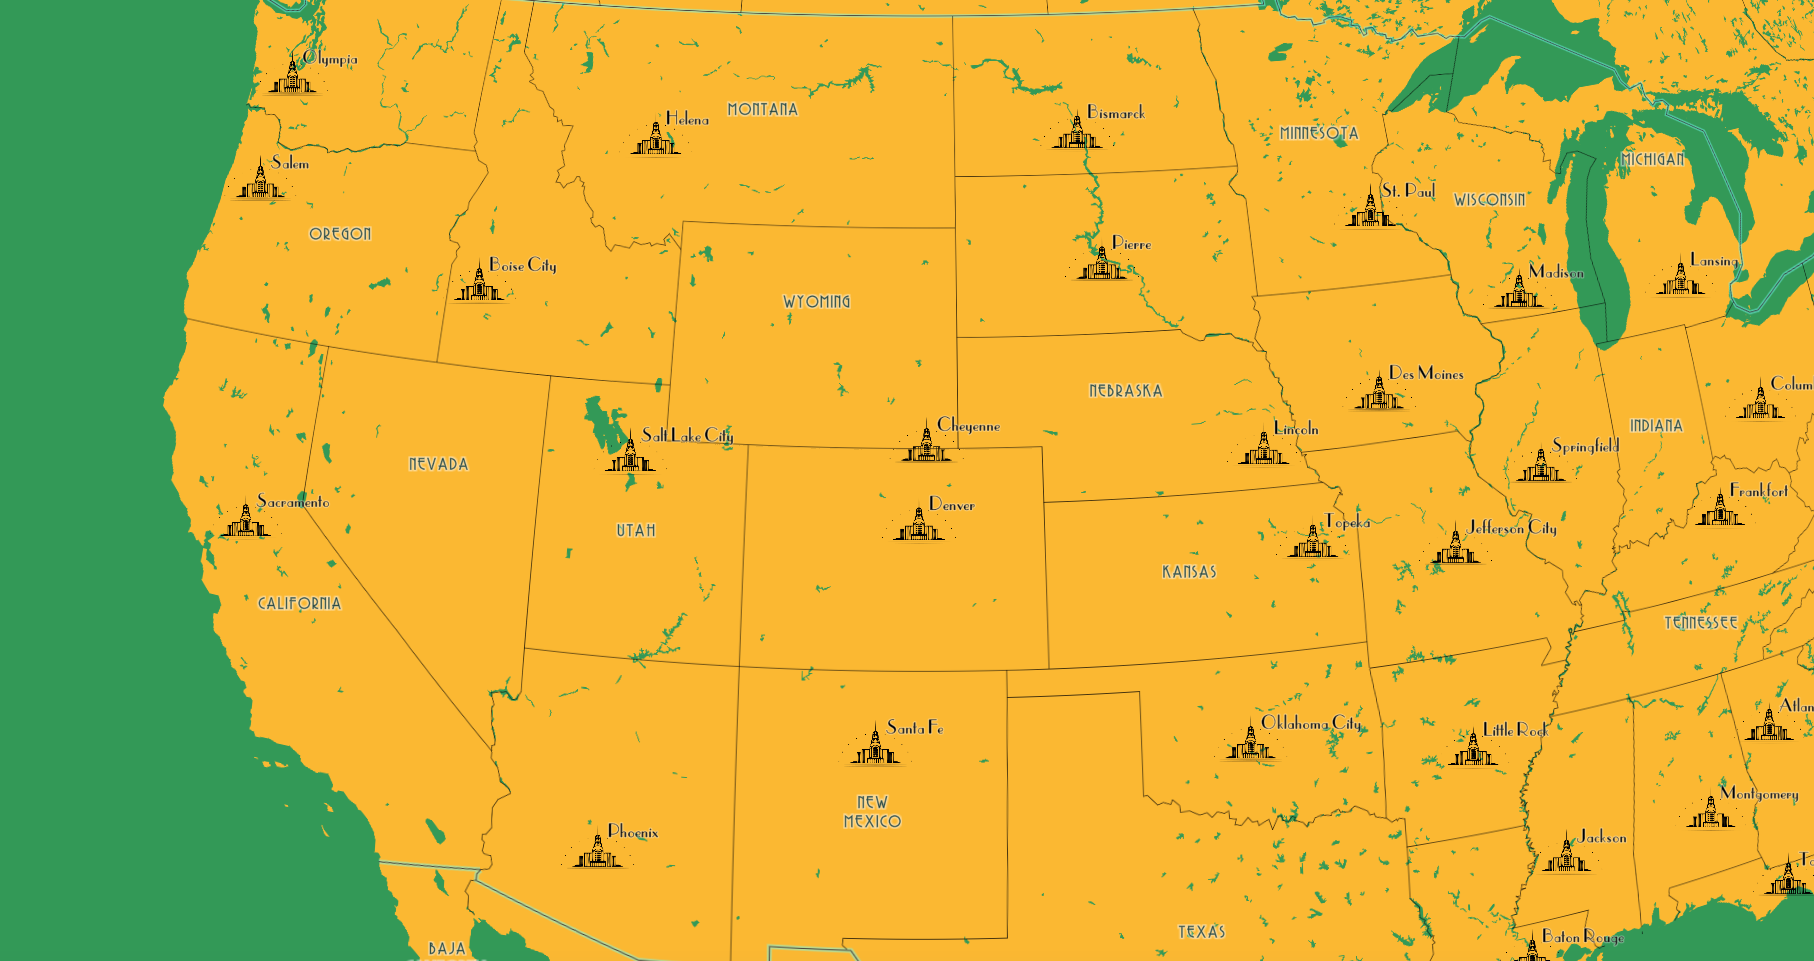 Olympia
Helena
MONTANA
Bismarck
MINNESOTA
MICHIGAN
Salem
St. Paul
WISCONSIN
OREGON
Pierre
Boise City
Lansing
Madison
WYOMING
Des Moines
Colum
NEBRASKA
Cheyenne
INDIANA
Lincoln
Salt Lake City
Springfield
NEVADA
Frankfort
Sacramento
Denver
Topeka
Jefferson City
UTAH
KANSAS
CALIFORNIA
TENNESSEE
Atlan
Oklahoma City
Santa Fe
Little Rock
Montgomery
NEW
MEXICO
Phoenix
Jackson
Ta
TEXAS
Baton Rouge
BAJA